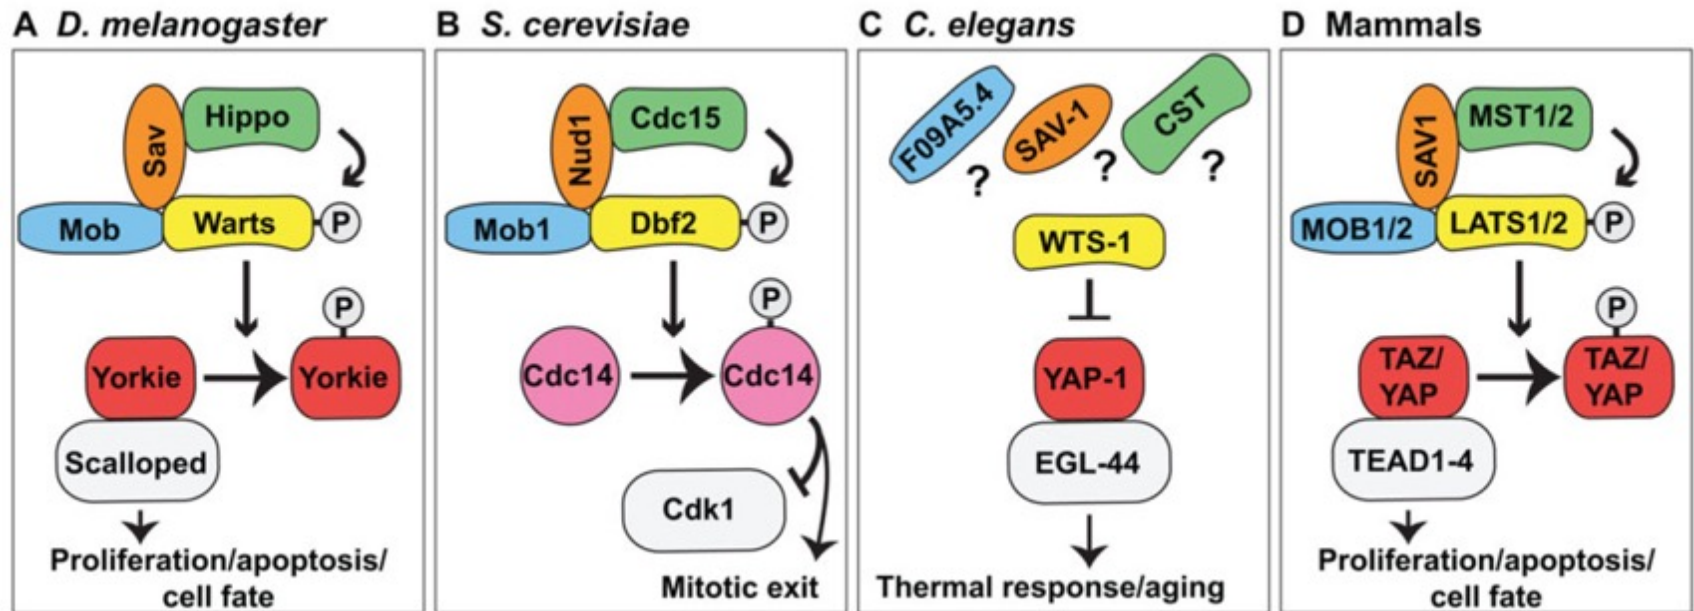 A D. melanogaster
Sav
Hippo
Mob
Warts
P
P
Yorkie
Yorkie
Scalloped
Proliferation/apoptosis/
cell fate
B S. cerevisiae
Nud1
Cdc15
Mob1
Dbf2
P
P
Cdc14
Cdc14
Cdk1
Mitotic exit
C C. elegans
F09A5.4
?
SAV-1
?
CST
?
WTS-1
YAP-1
EGL-44
Thermal response/aging
D Mammals
SAV1
MST1/2
MOB1/2
LATS1/2
P
P
TAZ/
YAP
TAZ/
YAP
TEAD1-4
Proliferation/apoptosis/
cell fate